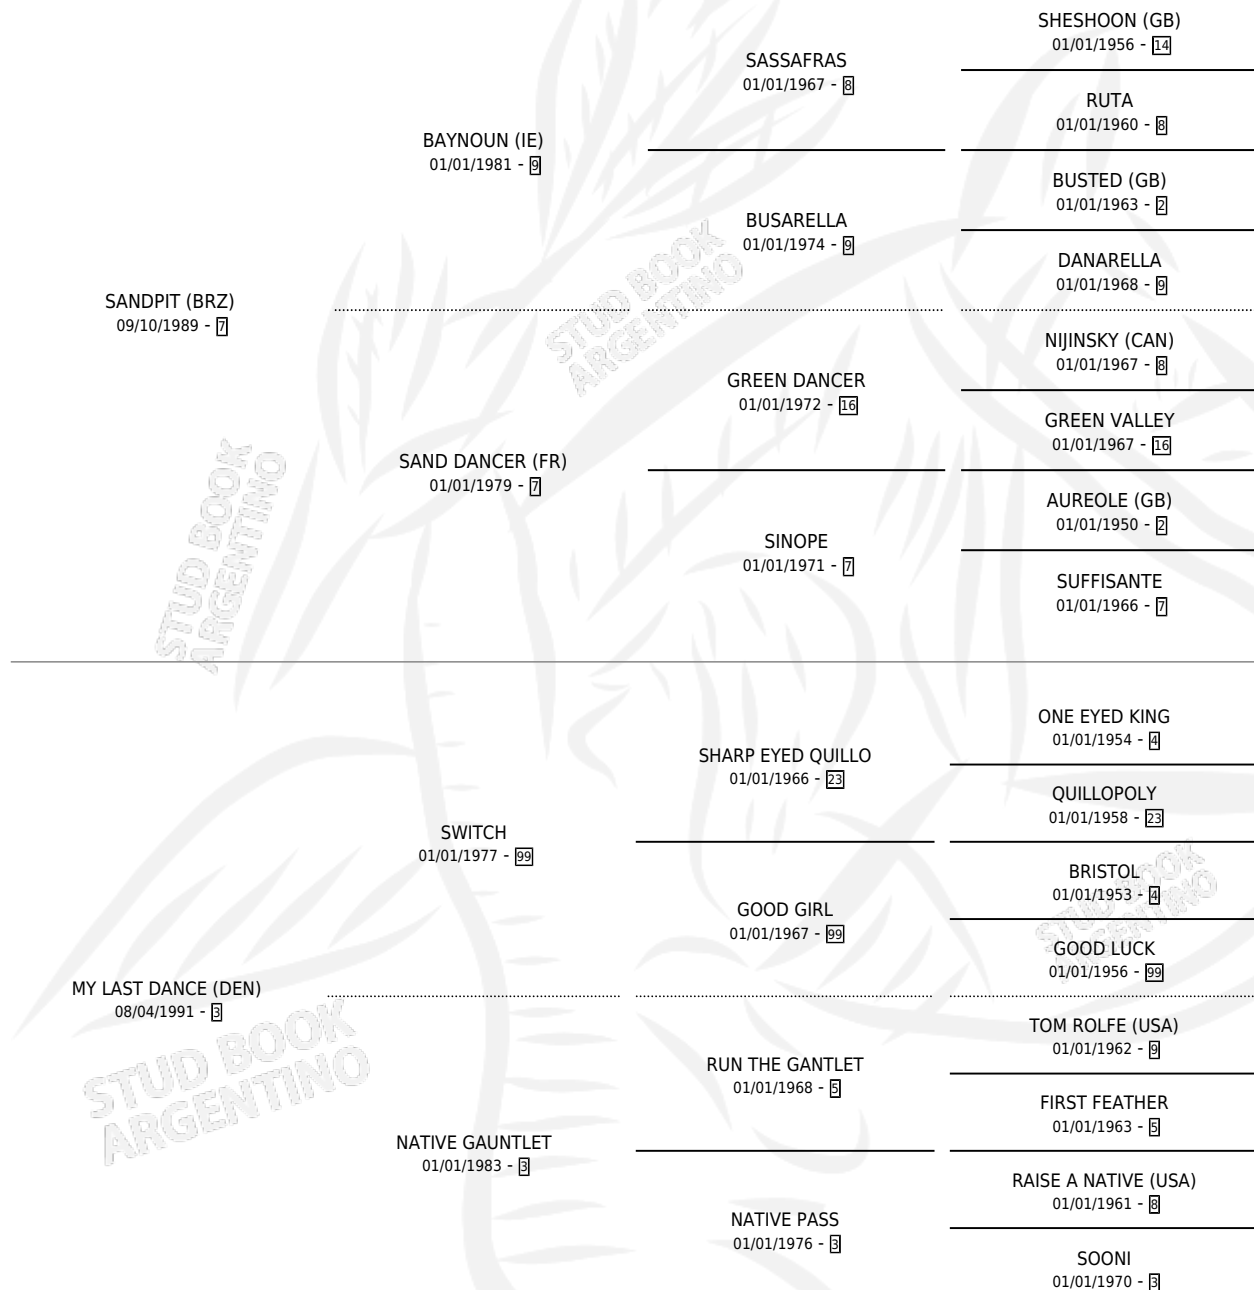 SHESHOON (GB)
01/01/1956 - 14
SASSAFRAS
01/01/1967 - 8
RUTA
01/01/1960 - 8
BAYNOUN (IE)
01/01/1981 - 9
BUSTED (GB)
01/01/1963 - 2
BUSARELLA
01/01/1974 - 9
DANARELLA
01/01/1968 - 9
SANDPIT (BRZ)
09/10/1989 - 7
STUD BOOK
ARGENTINO
NIJINSKY (CAN)
01/01/1967 - 8
GREEN DANCER
01/01/1972 - 16
GREEN VALLEY
01/01/1967 - 16
SAND DANCER (FR)
01/01/1979 - 7
AUREOLE (GB)
01/01/1950 - 2
SINOPE
01/01/1971 - 7
SUFFISANTE
01/01/1966 - 7
STUD BOOK
ARGENTINO
ONE EYED KING
01/01/1954 - 4
SHARP EYED QUILLO
01/01/1966 - 23
QUILLOPOLY
01/01/1958 - 23
SWITCH
01/01/1977 - 99
BRISTOL
01/01/1953 - 4
GOOD GIRL
01/01/1967 - 99
GOOD LUCK
01/01/1956 - 99
STUD BOOK
ARGENTINO
MY LAST DANCE (DEN)
08/04/1991 - 3
TOM ROLFE (USA)
01/01/1962 - 9
RUN THE GANTLET
01/01/1968 - 5
FIRST FEATHER
01/01/1963 - 5
STUD BOOK
ARGENTINO
NATIVE GAUNTLET
01/01/1983 - 3
RAISE A NATIVE (USA)
01/01/1961 - 8
NATIVE PASS
01/01/1976 - 3
SOONI
01/01/1970 - 3